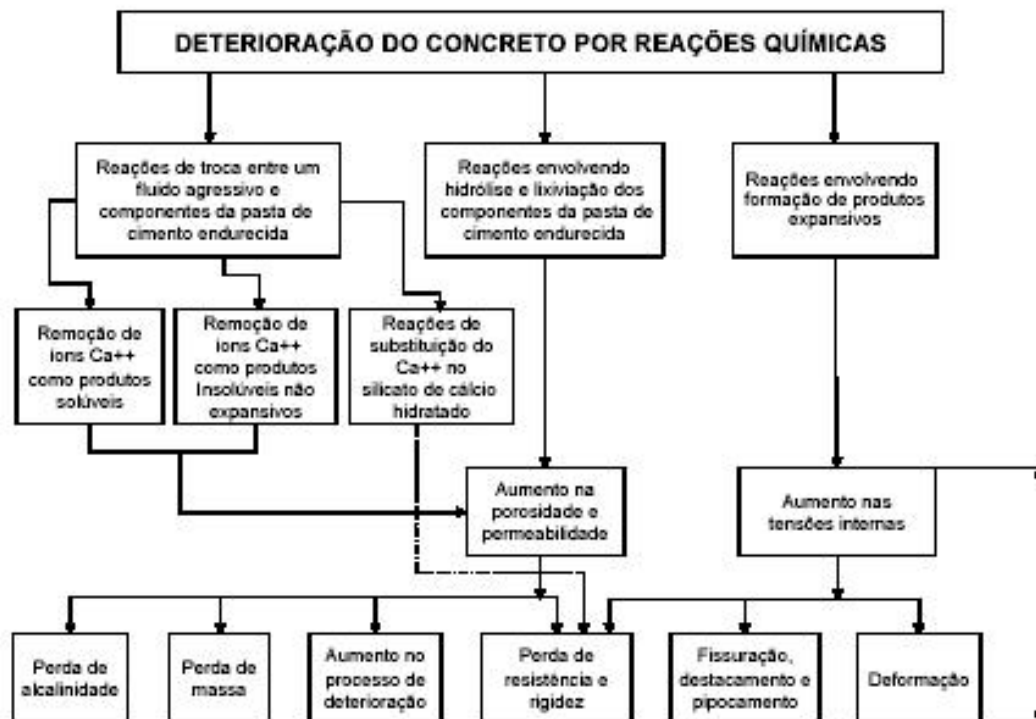 DETERIORAÇÃO DO CONCRETO POR REAÇÕES QUÍMICAS
Reações de troca entre um
fluido agressivo e
componentes da pasta de
cimento endurecida
Reações envolvendo
hidrólise e lixiviação dos
componentes da pasta de
cimento endurecida
Reações envolvendo
formação de produtos
expansivos
Remoção de
ions Ca++
como produtos
solúveis
Remoção de
ions Ca++
como produtos
Insolúveis não
expansivos
Reações de
substituição do
Ca++ no
silicato de cálcio
hidratado
Aumento na
porosidade e
permeabilidade
Aumento nas
tensões internas
Perda de
alcalinidade
Perda de
massa
Aumento no
processo de
deterioração
Perda de
resistência e
rigidez
Fissuração,
destacamento e
pipocamento
Deformação